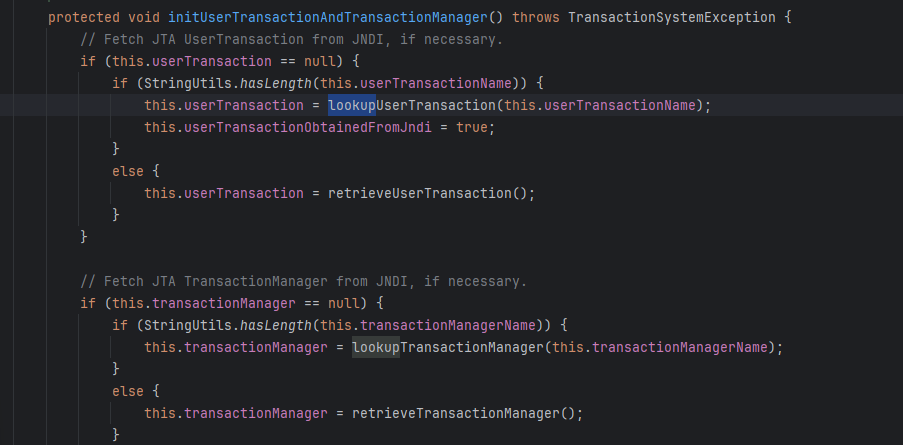 protected void initUserTransactionAndTransactionManager() throws TransactionSystemException {
    // Fetch JTA UserTransaction from JNDI, if necessary.
    if (this.userTransaction == null) {
        if (StringUtils.hasLength(this.userTransactionName)) {
            this.userTransaction = lookupUserTransaction(this.userTransactionName);
            this.userTransactionObtainedFromJndi = true;
        }
        else {
            this.userTransaction = retrieveUserTransaction();
        }
    }

    // Fetch JTA TransactionManager from JNDI, if necessary.
    if (this.transactionManager == null) {
        if (StringUtils.hasLength(this.transactionManagerName)) {
            this.transactionManager = lookupTransactionManager(this.transactionManagerName);
        }
        else {
            this.transactionManager = retrieveTransactionManager();
        }